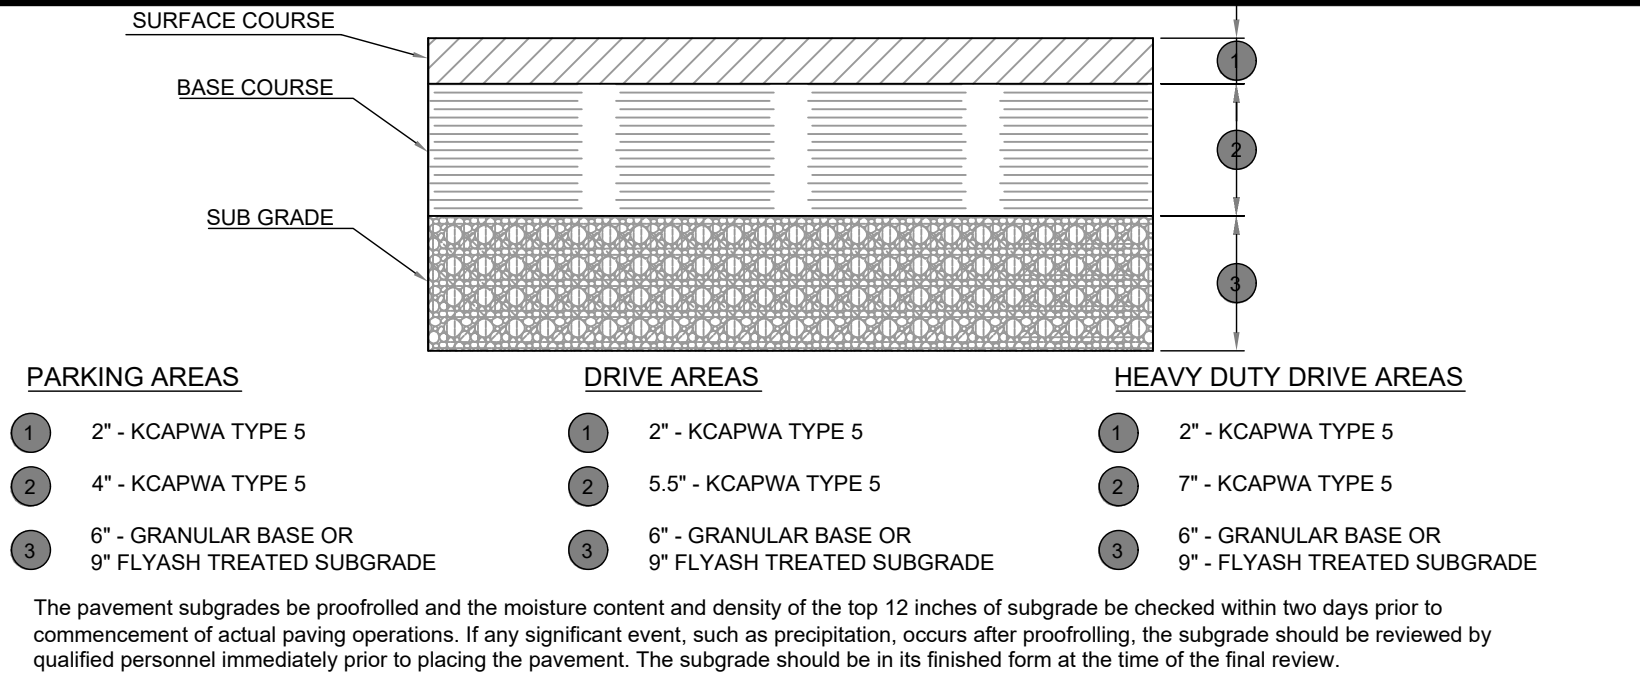 SURFACE COURSE
1
BASE COURSE
2
SUB GRADE
3
PARKING AREAS
1 2" - KCAPWA TYPE 5
2 4" - KCAPWA TYPE 5
3 6" - GRANULAR BASE OR
9" FLYASH TREATED SUBGRADE
DRIVE AREAS
1 2" - KCAPWA TYPE 5
2 5.5" - KCAPWA TYPE 5
3 6" - GRANULAR BASE OR
9" FLYASH TREATED SUBGRADE
HEAVY DUTY DRIVE AREAS
1 2" - KCAPWA TYPE 5
2 7" - KCAPWA TYPE 5
3 6" - GRANULAR BASE OR
9" - FLYASH TREATED SUBGRADE
The pavement subgrades be proofrolled and the moisture content and density of the top 12 inches of subgrade be checked within two days prior to
commencement of actual paving operations. If any significant event, such as precipitation, occurs after proofrolling, the subgrade should be reviewed by
qualified personnel immediately prior to placing the pavement. The subgrade should be in its finished form at the time of the final review.